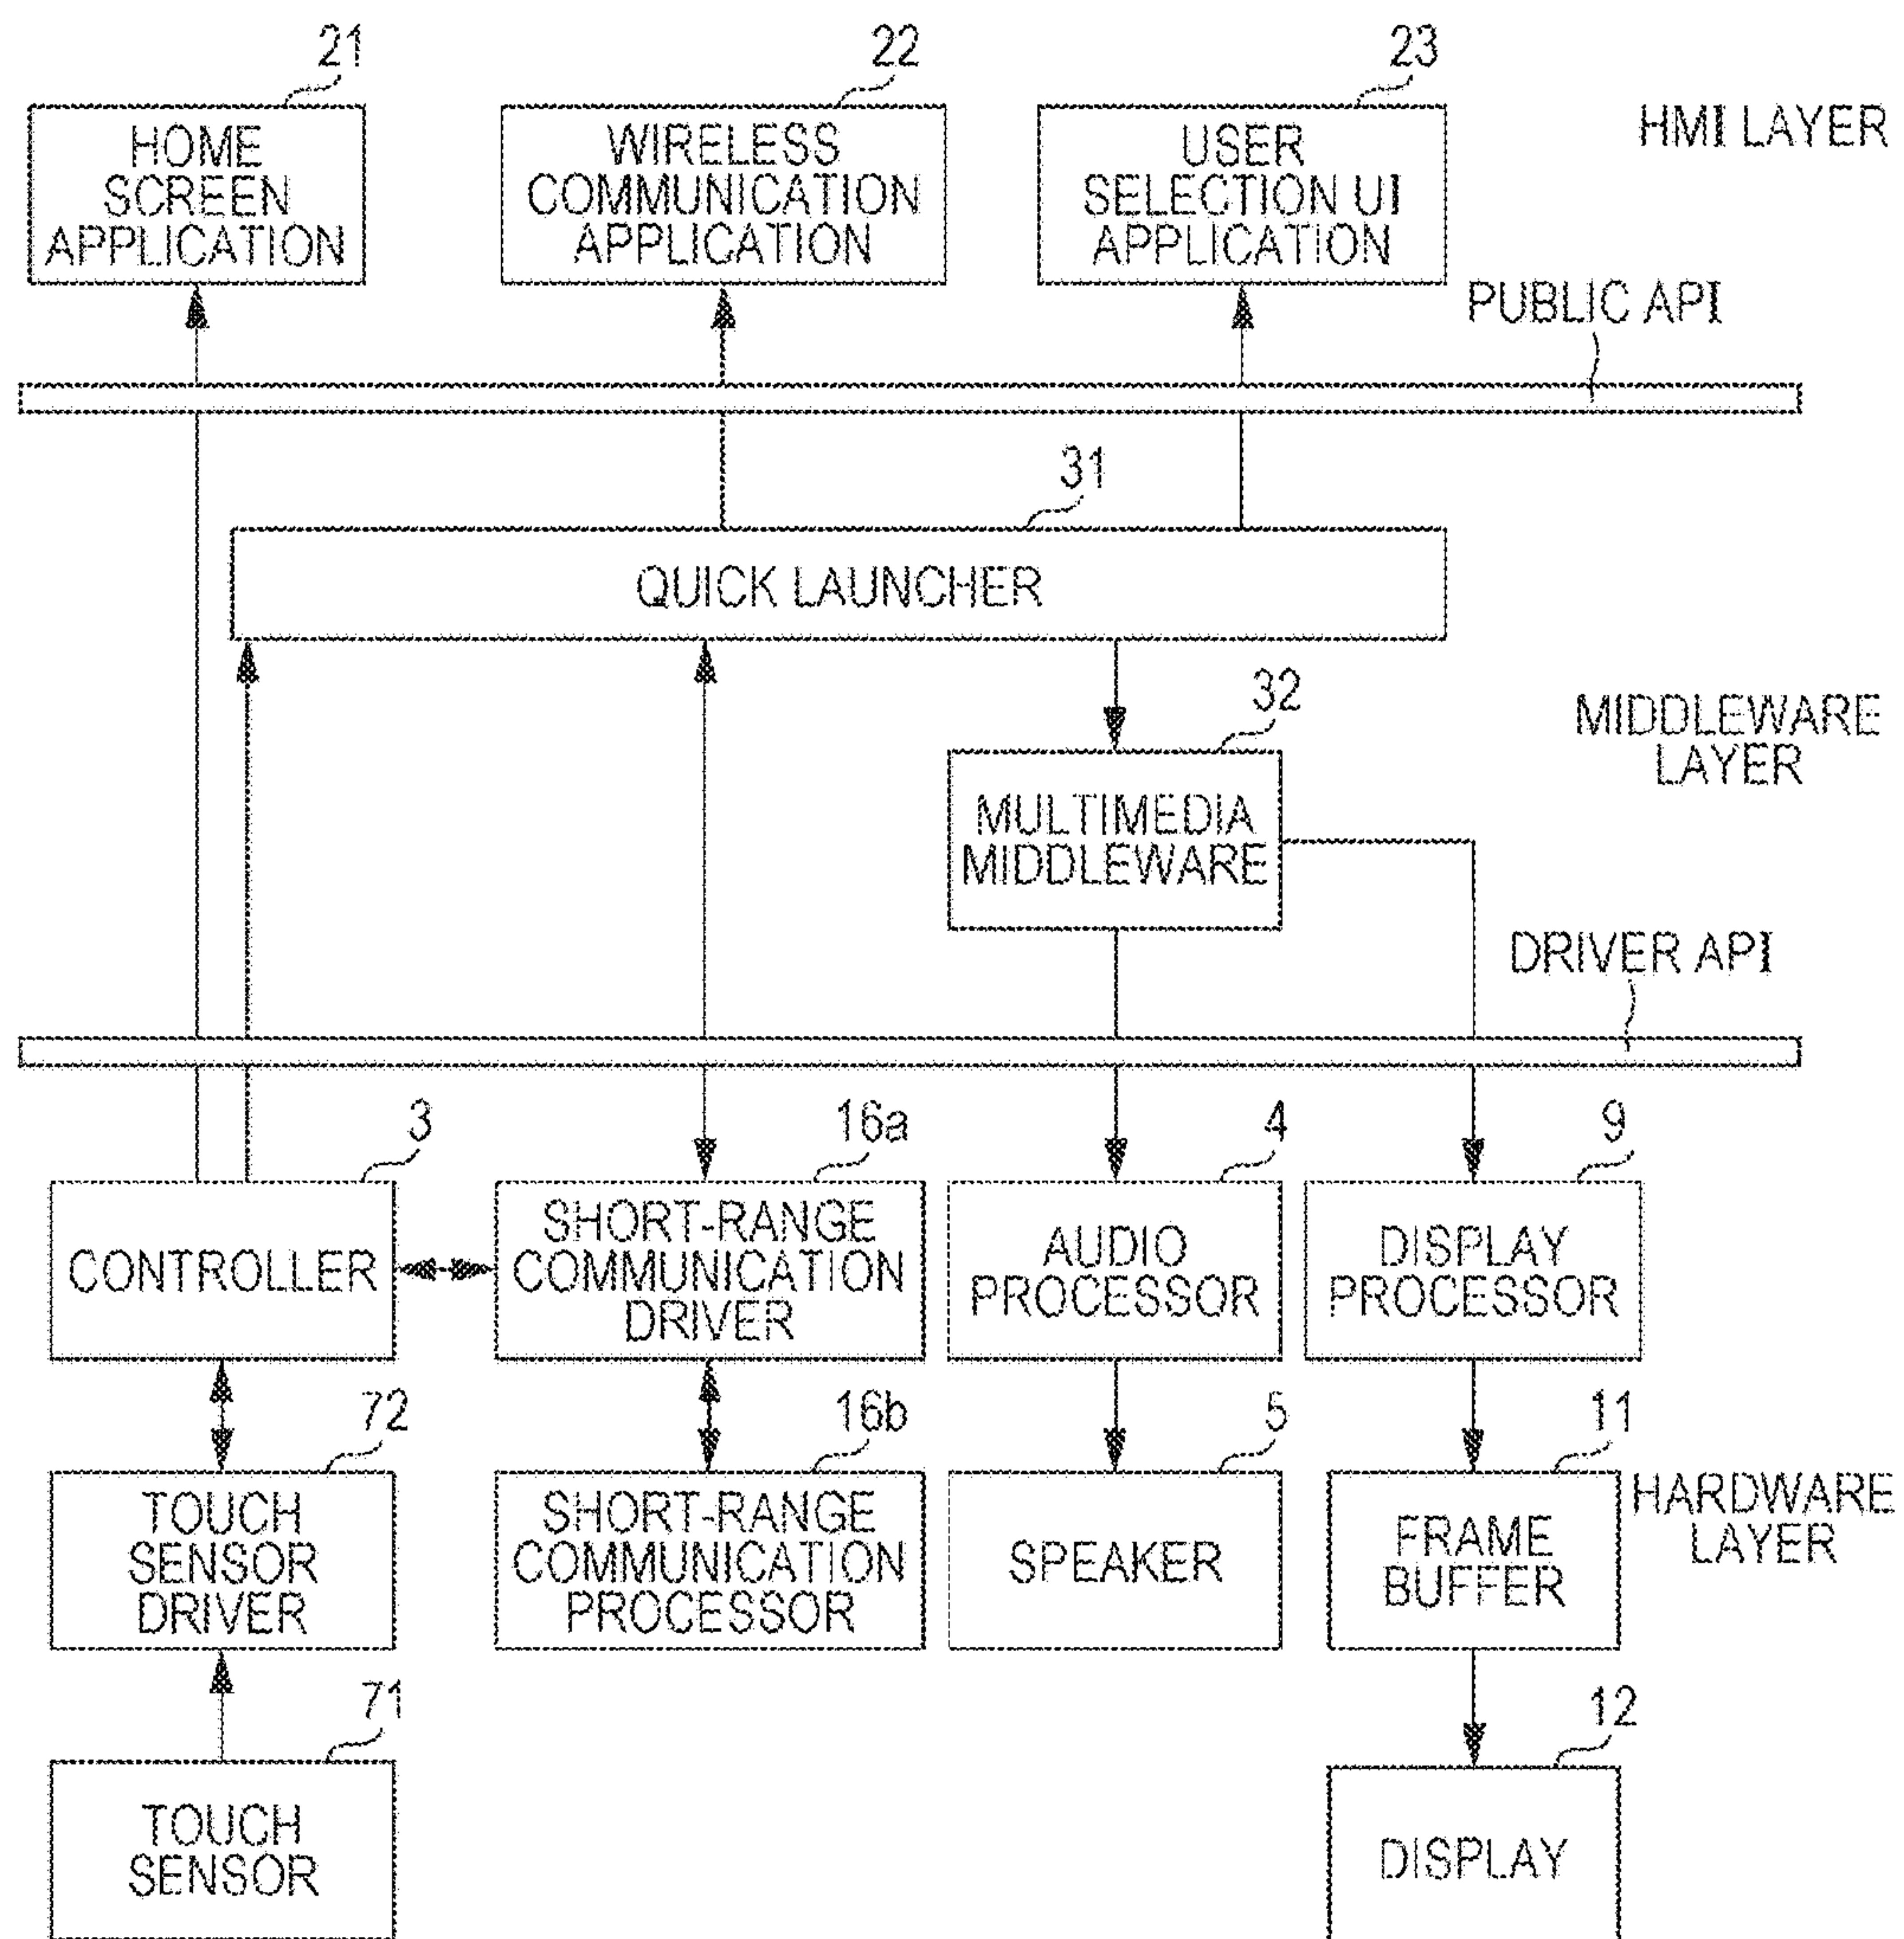 21
22
23
HOME
SCREEN
APPLICATION
WIRELESS
COMMUNICATION
APPLICATION
USER
SELECTION UI
APPLICATION
HMI LAYER
PUBLIC API
31
QUICK LAUNCHER
32
MULTIMEDIA
MIDDLEWARE
MIDDLEWARE
LAYER
DRIVER API
3
16a
4
9
CONTROLLER
SHORT-RANGE
COMMUNICATION
DRIVER
AUDIO
PROCESSOR
DISPLAY
PROCESSOR
72
16b
5
11
TOUCH
SENSOR
DRIVER
SHORT-RANGE
COMMUNICATION
PROCESSOR
SPEAKER
FRAME
BUFFER
HARDWARE
LAYER
71
12
TOUCH
SENSOR
DISPLAY